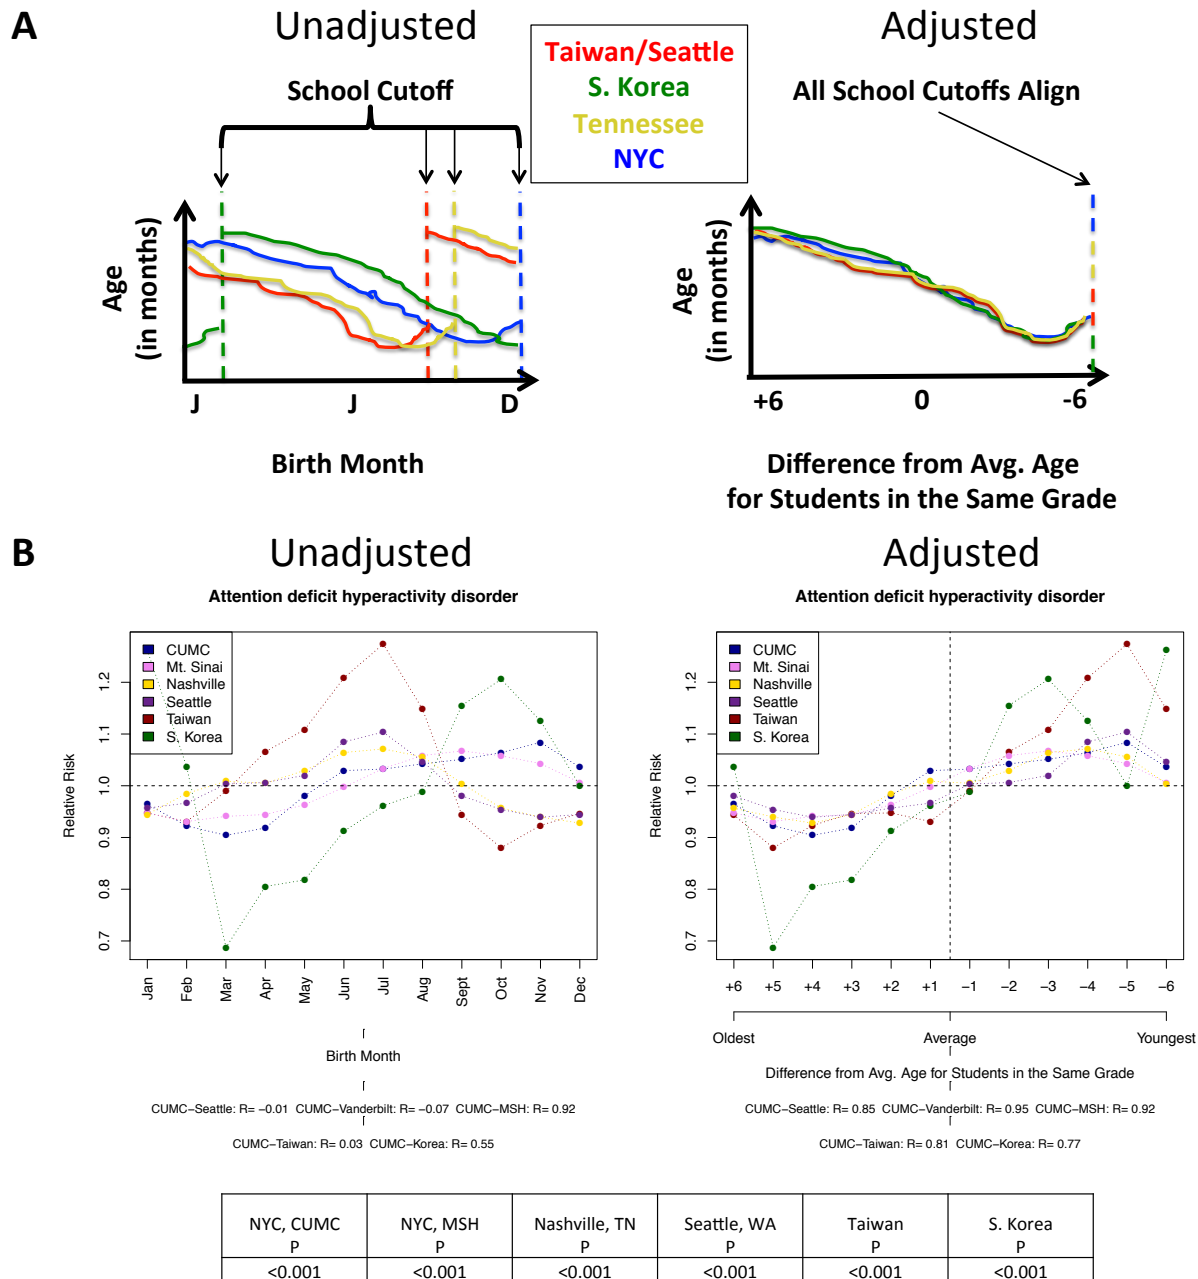 A
Unadjusted
Adjusted
Taiwan/Seattle
S. Korea
Tennessee
NYC
School Cutoff
All School Cutoffs Align
Age
(in months)
J
J
D
Birth Month
Age
(in months)
+6
0
-6
Difference from Avg. Age
for Students in the Same Grade
B
Unadjusted
Adjusted
Attention deficit hyperactivity disorder
CUMC
Mt. Sinai
Nashville
Seattle
Taiwan
S. Korea
Relative Risk
1.2
1.1
1.0
0.9
0.8
0.7
Jan
Feb
Mar
Apr
May
Jun
Jul
Aug
Sept
Oct
Nov
Dec
Birth Month
CUMC−Seattle: R= −0.01 CUMC−Vanderbilt: R= −0.07 CUMC−MSH: R= 0.92
CUMC−Taiwan: R= 0.03 CUMC−Korea: R= 0.55
Attention deficit hyperactivity disorder
CUMC
Mt. Sinai
Nashville
Seattle
Taiwan
S. Korea
Relative Risk
1.2
1.1
1.0
0.9
0.8
0.7
+6 +5 +4 +3 +2 +1 −1 −2 −3 −4 −5 −6
Oldest Average Youngest
Difference from Avg. Age for Students in the Same Grade
CUMC−Seattle: R= 0.85 CUMC−Vanderbilt: R= 0.95 CUMC−MSH: R= 0.92
CUMC−Taiwan: R= 0.81 CUMC−Korea: R= 0.77
NYC, CUMC NYC, MSH Nashville, TN Seattle, WA Taiwan S. Korea
P P P P P P
<0.001 <0.001 <0.001 <0.001 <0.001 <0.001